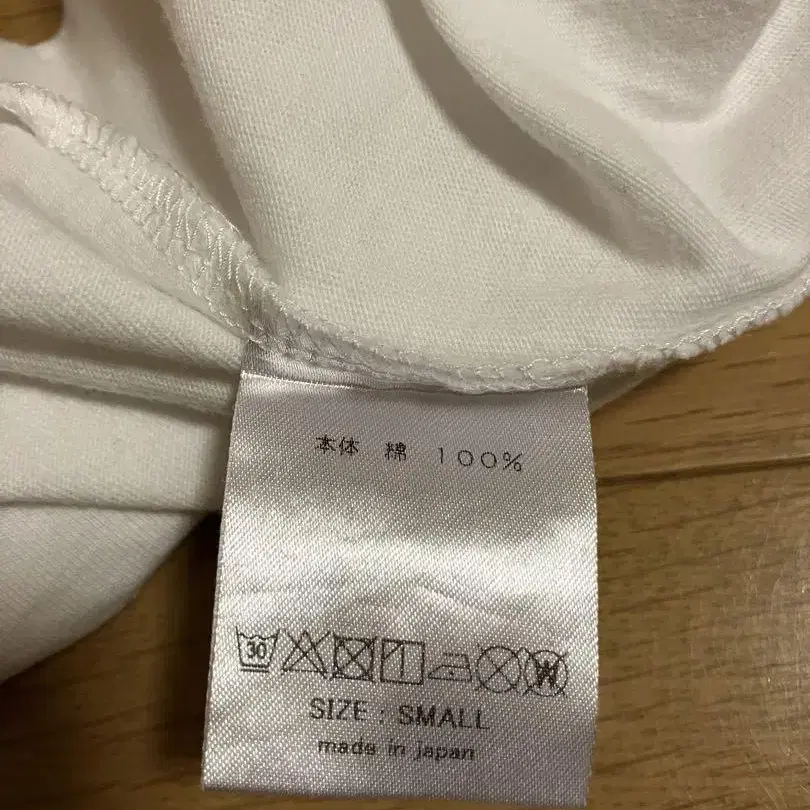 本体 綿 100%
30 W
SIZE : SMALL
made in japan